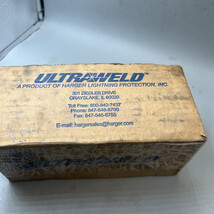 ULTRAWELD
A PRODUCT OF HARGER LIGHTNING PROTECTION, INC.
301 ZIEGLER DRIVE
GRAYSLAKE, IL 60030
Toll Free: 800-842-7437
Phone: 847-548-8700
Fax: 847-548-8755
E-mail: hargersales@harger.com